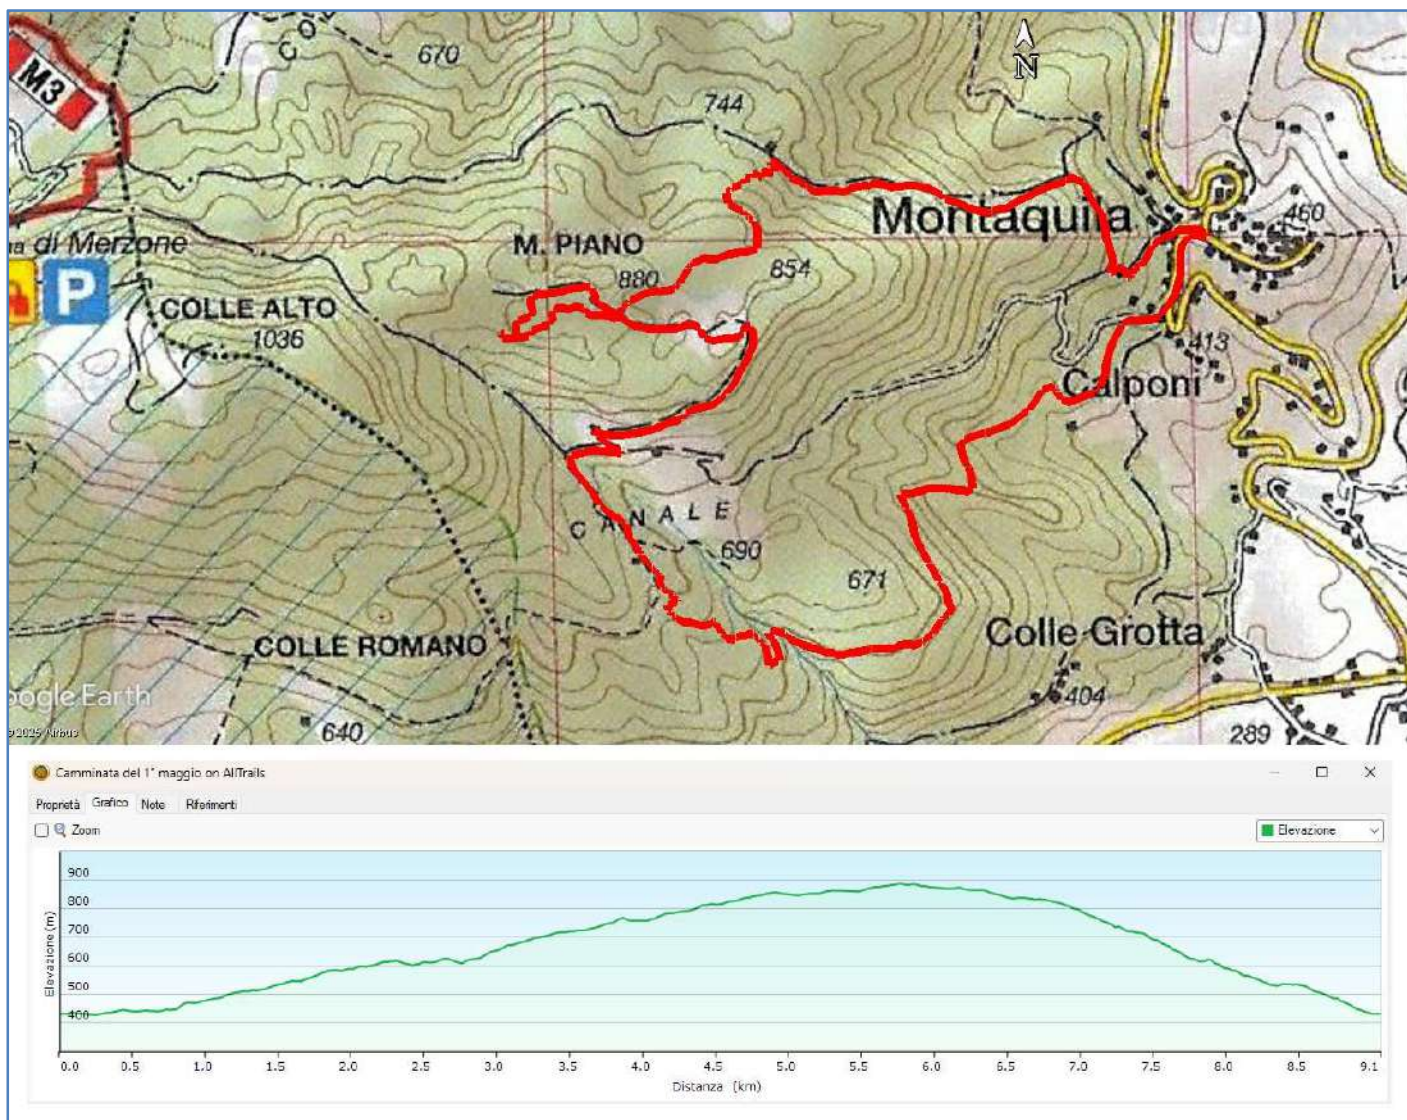 M3
670
744
N
Montaquila
460
di Merzone
M. PIANO
880
854
P
COLLE ALTO
1036
413
Calponi
CANALE
690
671
COLLE ROMANO
Colle Grotta
404
Google Earth
640
289
Camminata del 1° maggio on AllTrails
Proprietà Grafico Note Riferimenti
Zoom
Elevazione
900
800
700
600
500
400
Elevazione (m)
0.0 0.5 1.0 1.5 2.0 2.5 3.0 3.5 4.0 4.5 5.0 5.5 6.0 6.5 7.0 7.5 8.0 8.5 9.1
Distanza (km)